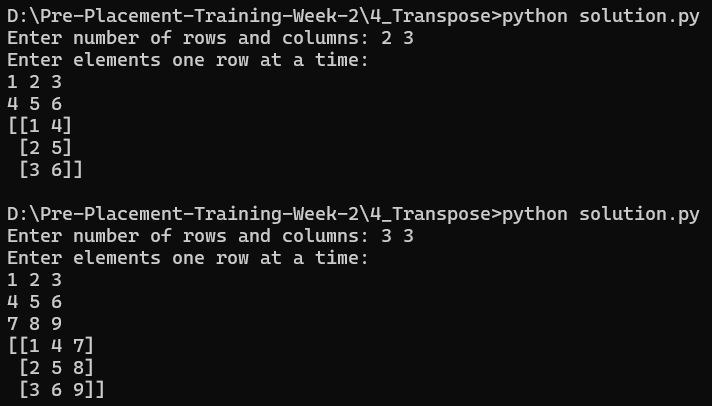 D:\Pre-Placement-Training-Week-2\4_Transpose>python solution.py
Enter number of rows and columns: 2 3
Enter elements one row at a time:
1 2 3
4 5 6
[[1 4]
 [2 5]
 [3 6]]

D:\Pre-Placement-Training-Week-2\4_Transpose>python solution.py
Enter number of rows and columns: 3 3
Enter elements one row at a time:
1 2 3
4 5 6
7 8 9
[[1 4 7]
 [2 5 8]
 [3 6 9]]